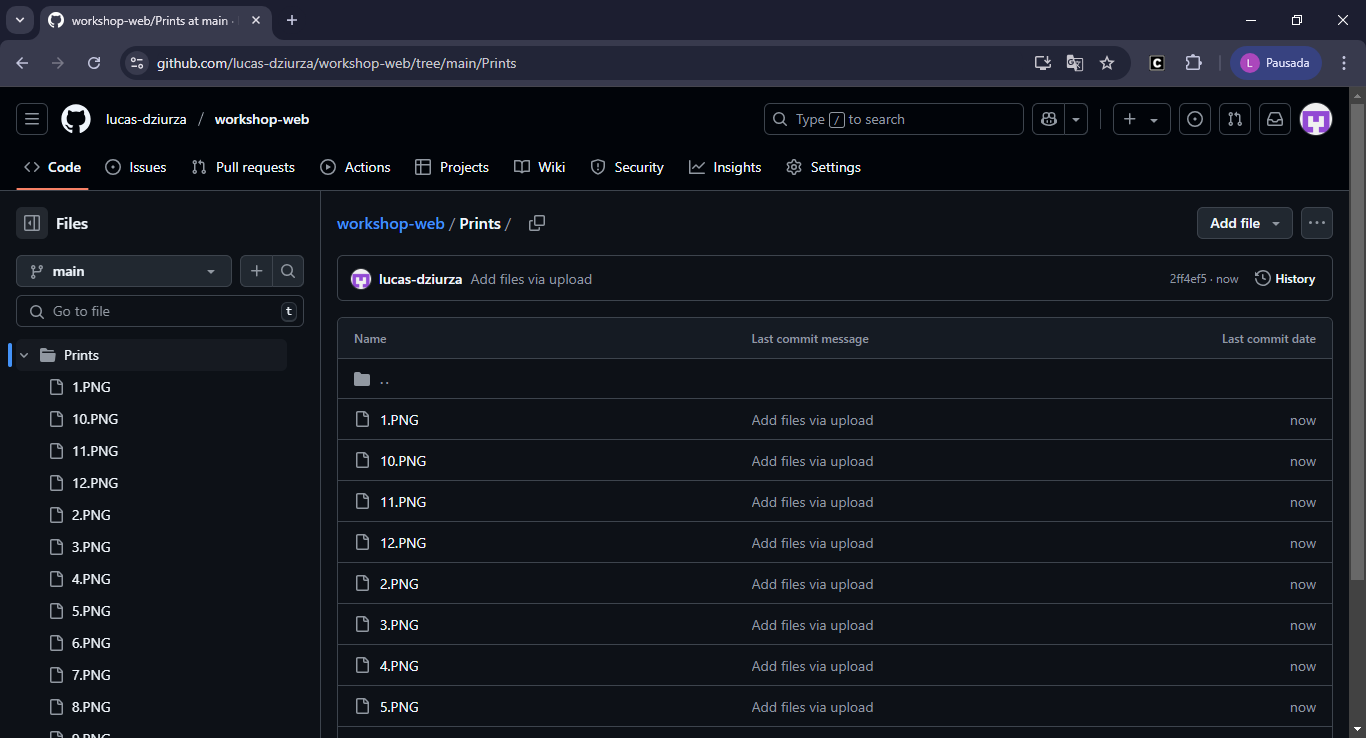 workshop-web/Prints at main ·
github.com/lucas-dziurza/workshop-web/tree/main/Prints
L Pausada
lucas-dziurza / workshop-web
Type / to search
Code Issues Pull requests Actions Projects Wiki Security Insights Settings
Files
main
Go to file t
Prints
1.PNG
10.PNG
11.PNG
12.PNG
2.PNG
3.PNG
4.PNG
5.PNG
6.PNG
7.PNG
8.PNG
9.PNG
workshop-web / Prints /
Add file
lucas-dziurza Add files via upload
2ff4ef5 · now History
Name Last commit message Last commit date
..
1.PNG Add files via upload now
10.PNG Add files via upload now
11.PNG Add files via upload now
12.PNG Add files via upload now
2.PNG Add files via upload now
3.PNG Add files via upload now
4.PNG Add files via upload now
5.PNG Add files via upload now